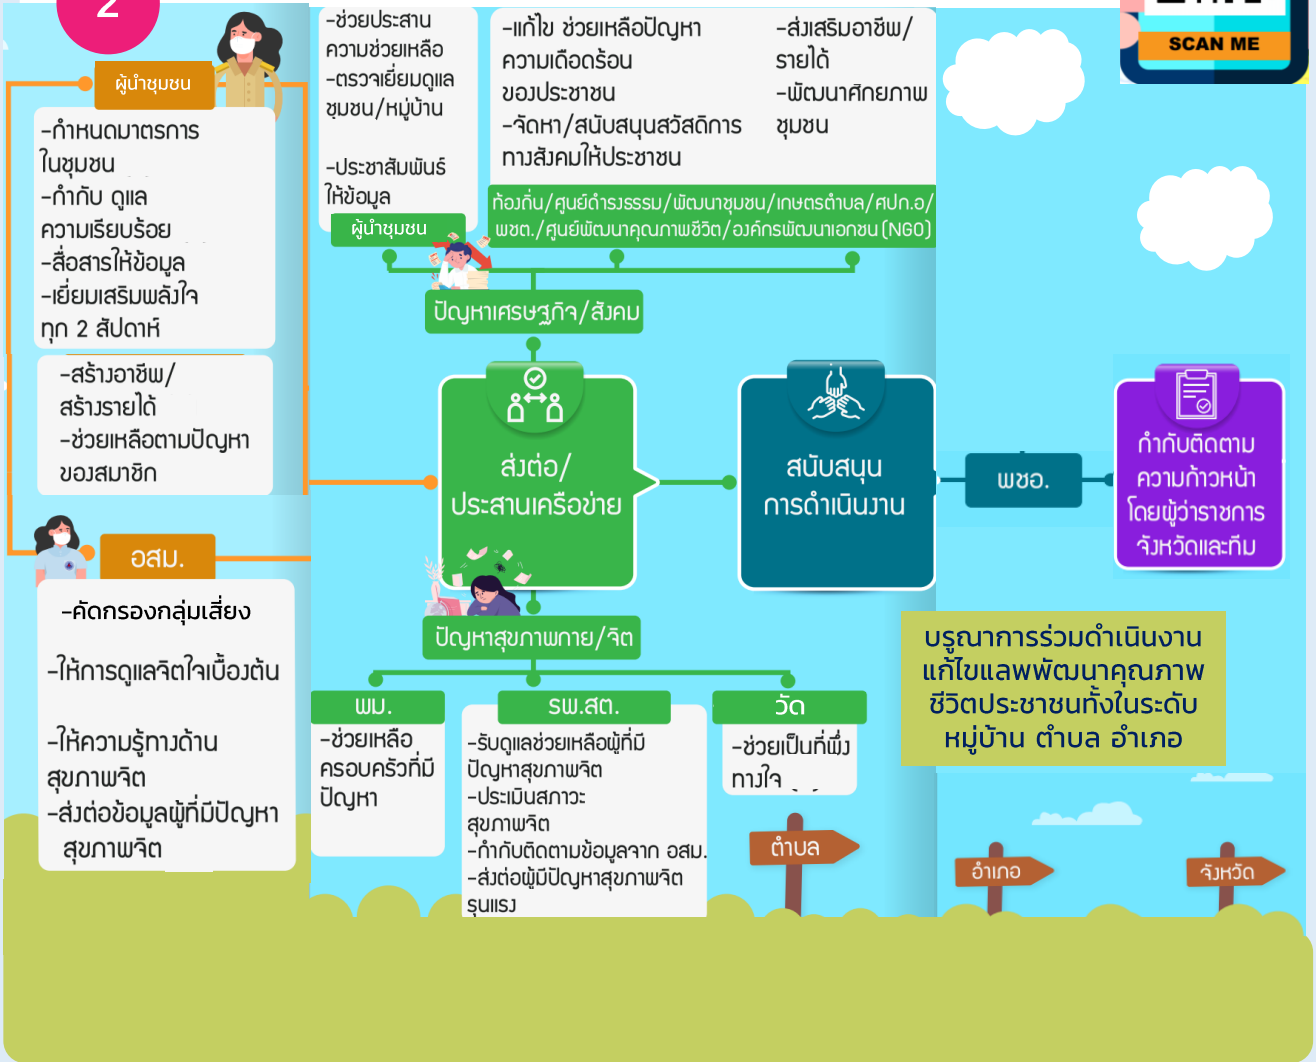 2
SCAN ME
ผู้นำชุมชน
-กำหนดมาตรการ
ในชุมชน
-กำกับ ดูแล
ความเรียบร้อย
-สื่อสารให้ข้อมูล
-เยี่ยมเสริมพลังใจ
ทุก 2 สัปดาห์
-สร้างอาชีพ/
สร้างรายได้
-ช่วยเหลือตามปัญหา
ของสมาชิก
อสม.
-คัดกรองกลุ่มเสี่ยง
-ให้การดูแลจิตใจเบื้องต้น
-ให้ความรู้ทางด้าน
สุขภาพจิต
-ส่งต่อข้อมูลผู้ที่มีปัญหา
สุขภาพจิต
-ช่วยประสาน
ความช่วยเหลือ
-ตรวจเยี่ยมดูแล
ชุมชน/หมู่บ้าน
-ประชาสัมพันธ์
ให้ข้อมูล
ผู้นำชุมชน
-แก้ไข ช่วยเหลือปัญหา
ความเดือดร้อน
ของประชาชน
-จัดหา/สนับสนุนสวัสดิการ
ทางสังคมให้ประชาชน
-ส่งเสริมอาชีพ/
รายได้
-พัฒนาศักยภาพ
ชุมชน
ท้องถิ่น/ศูนย์ดำรงธรรม/พัฒนาชุมชน/เกษตรตำบล/ศปก.อ/
พชต./ศูนย์พัฒนาคุณภาพชีวิต/องค์กรพัฒนาเอกชน (NGO)
ปัญหาเศรษฐกิจ/สังคม
ส่งต่อ/
ประสานเครือข่าย
สนับสนุน
การดำเนินงาน
พชอ.
กำกับติดตาม
ความก้าวหน้า
โดยผู้ว่าราชการ
จังหวัดและทีม
ปัญหาสุขภาพกาย/จิต
พม.
-ช่วยเหลือ
ครอบครัวที่มี
ปัญหา
รพ.สต.
-รับดูแลช่วยเหลือผู้ที่มี
ปัญหาสุขภาพจิต
-ประเมินสภาวะ
สุขภาพจิต
-กำกับติดตามข้อมูลจาก อสม.
-ส่งต่อผู้มีปัญหาสุขภาพจิต
รุนแรง
วัด
-ช่วยเป็นที่พึ่ง
ทางใจ
บรูณาการร่วมดำเนินงาน
แก้ไขแลพพัฒนาคุณภาพ
ชีวิตประชาชนทั้งในระดับ
หมู่บ้าน ตำบล อำเภอ
ตำบล
อำเภอ
จังหวัด